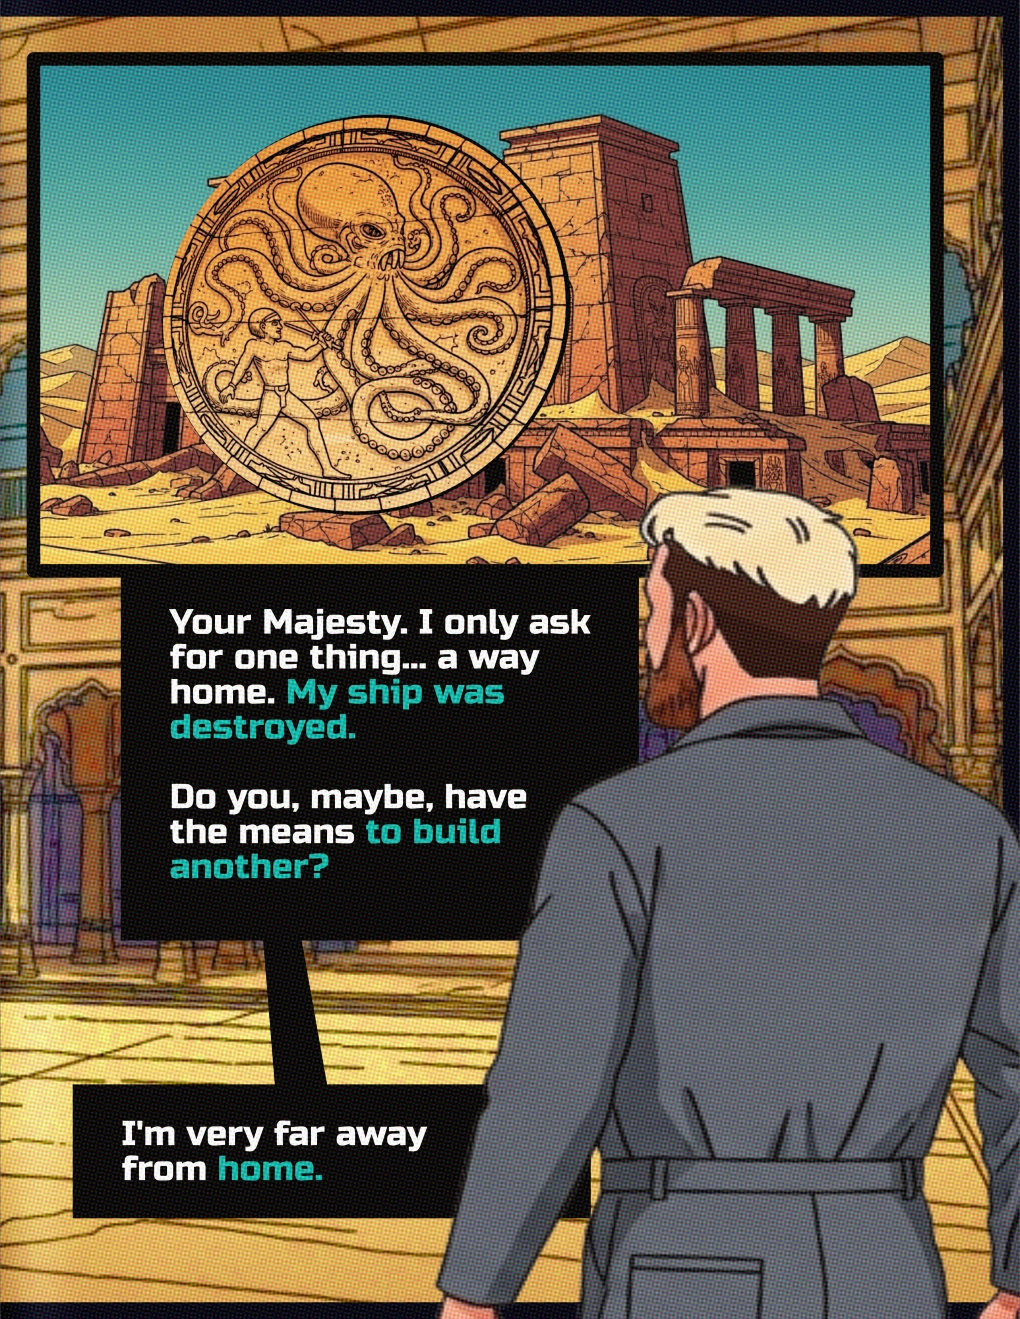 Your Majesty. I only ask
for one thing... a way
home. My ship was
destroyed.
Do you, maybe, have
the means to build
another?
I'm very far away
from home.